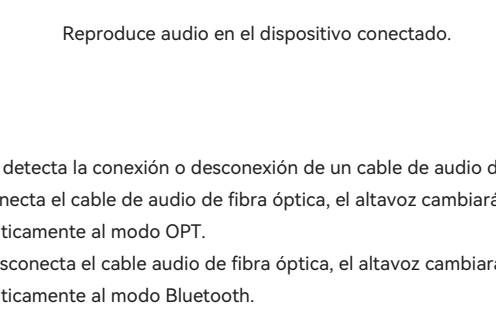 Reproduce audio en el dispositivo conectado.
detecta la conexión o desconexión de un cable de audio d
necta el cable de audio de fibra óptica, el altavoz cambiará
ticamente al modo OPT.
sconecta el cable audio de fibra óptica, el altavoz cambiará
ticamente al modo Bluetooth.